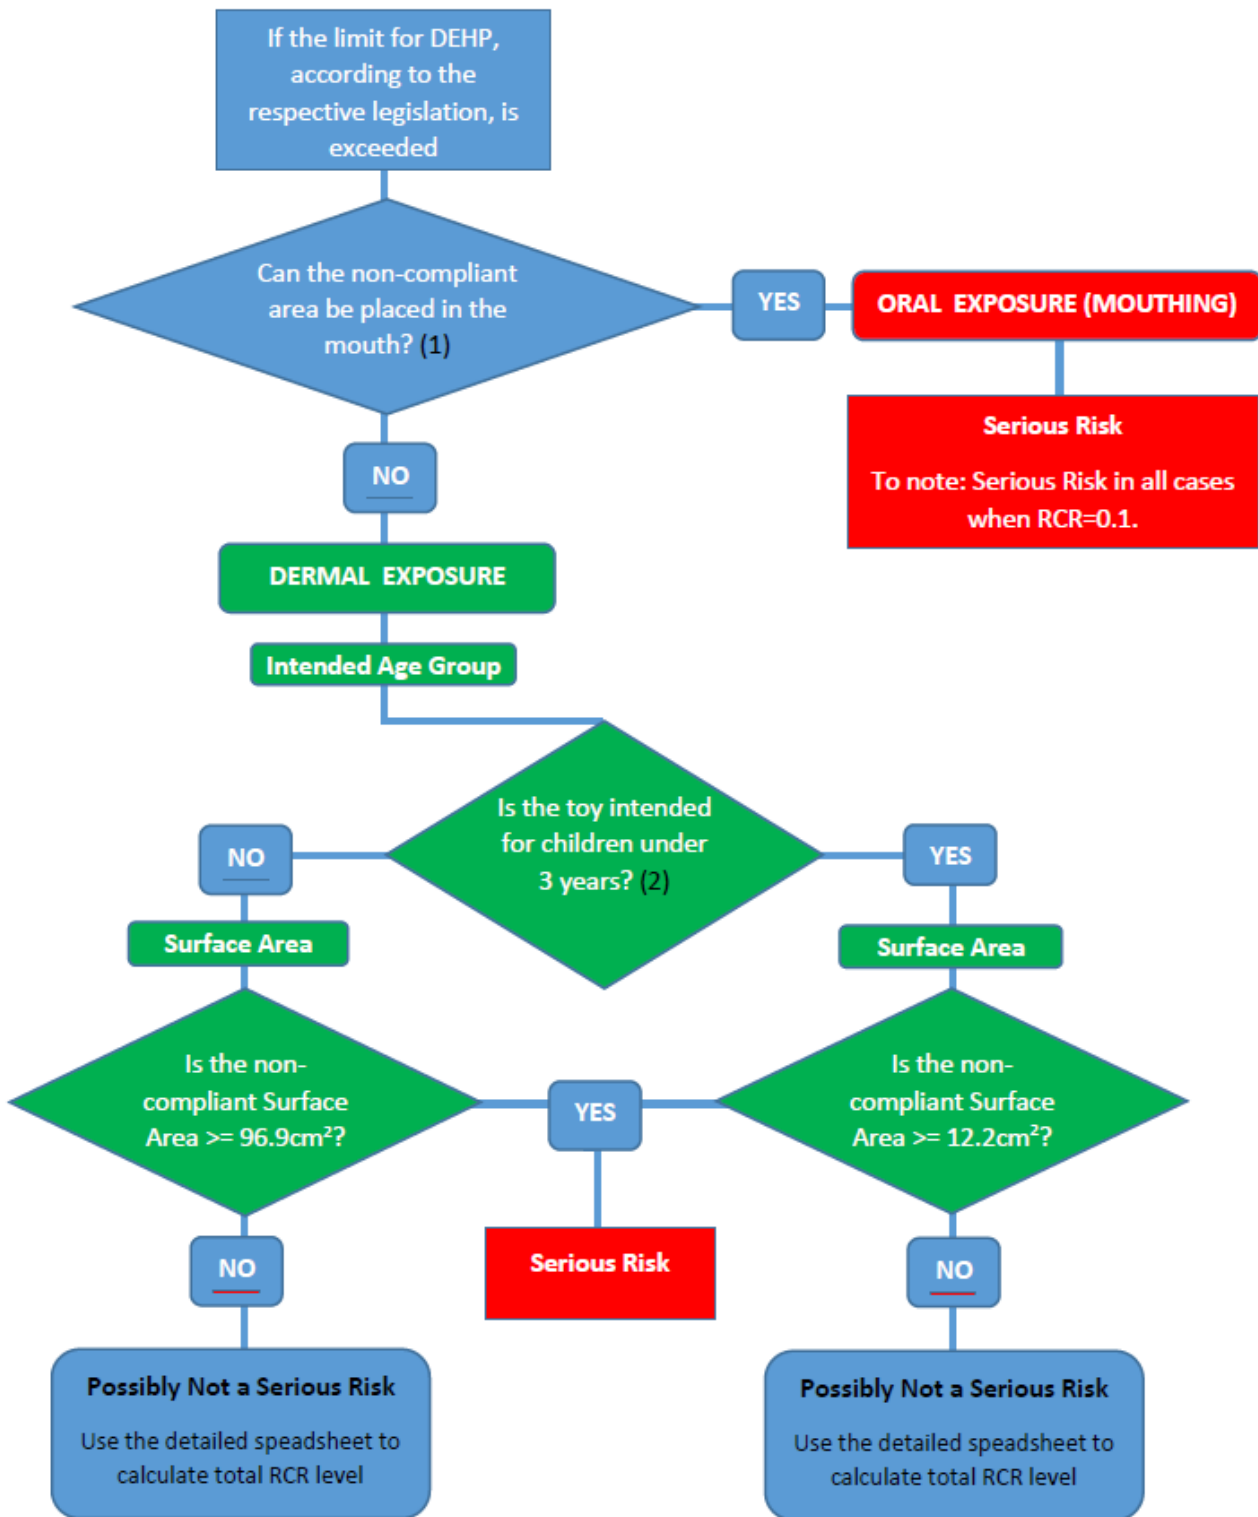 If the limit for DEHP,
according to the
respective legislation, is
exceeded
Can the non-compliant
area be placed in the
mouth? (1)
YES
ORAL EXPOSURE (MOUTHING)
Serious Risk
To note: Serious Risk in all cases
when RCR=0.1.
NO
DERMAL EXPOSURE
Intended Age Group
Is the toy intended
for children under
3 years? (2)
NO
YES
Surface Area
Surface Area
Is the non-
compliant Surface
Area >= 96.9cm²?
YES
Is the non-
compliant Surface
Area >= 12.2cm²?
NO
Serious Risk
NO
Possibly Not a Serious Risk
Use the detailed speadsheet to
calculate total RCR level
Possibly Not a Serious Risk
Use the detailed speadsheet to
calculate total RCR level